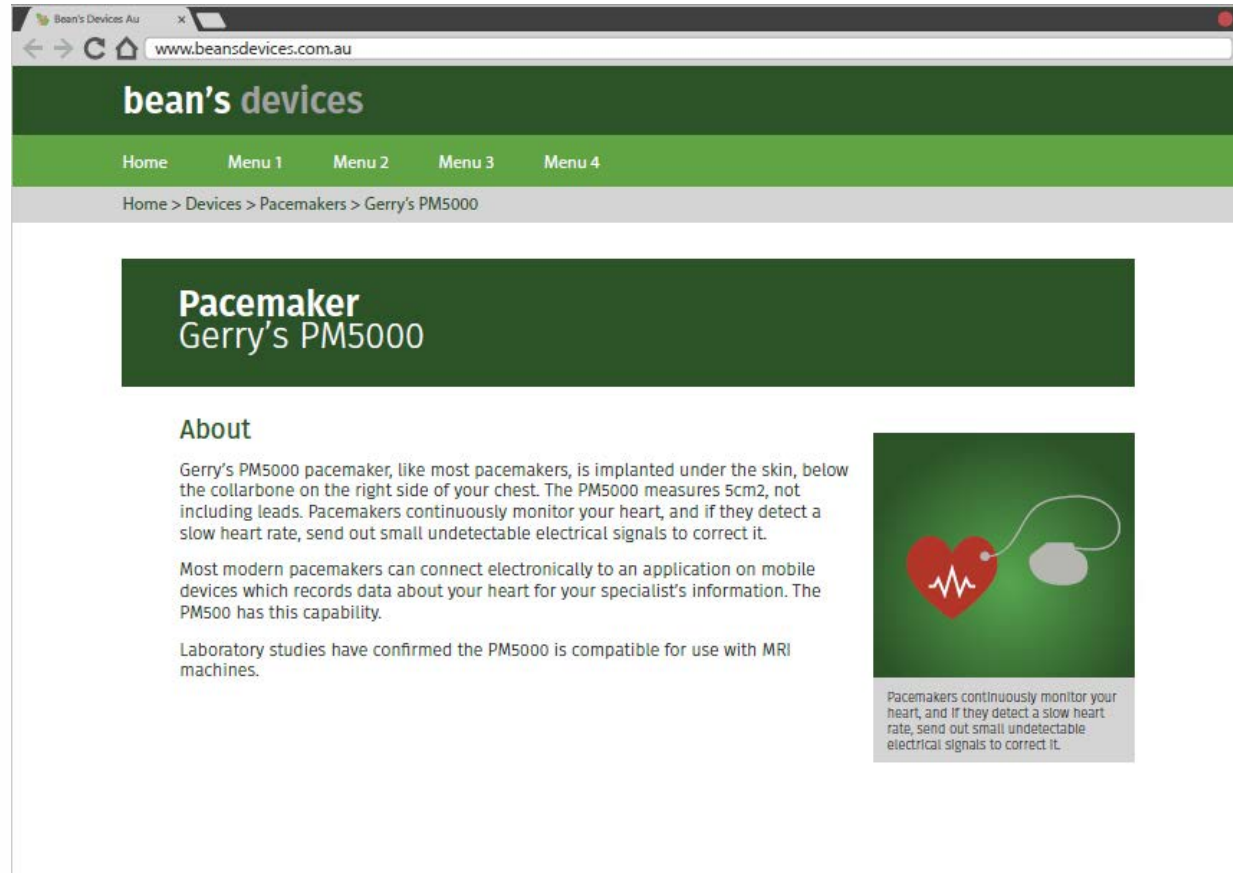 Bean's Devices Au
www.beansdevices.com.au
bean's devices
Home Menu 1 Menu 2 Menu 3 Menu 4
Home > Devices > Pacemakers > Gerry's PM5000
Pacemaker
Gerry's PM5000
About
Gerry's PM5000 pacemaker, like most pacemakers, is implanted under the skin, below
the collarbone on the right side of your chest. The PM5000 measures 5cm2, not
including leads. Pacemakers continuously monitor your heart, and if they detect a
slow heart rate, send out small undetectable electrical signals to correct it.
Most modern pacemakers can connect electronically to an application on mobile
devices which records data about your heart for your specialist's information. The
PM500 has this capability.
Laboratory studies have confirmed the PM5000 is compatible for use with MRI
machines.
Pacemakers continuously monitor your
heart, and if they detect a slow heart
rate, send out small undetectable
electrical signals to correct it.